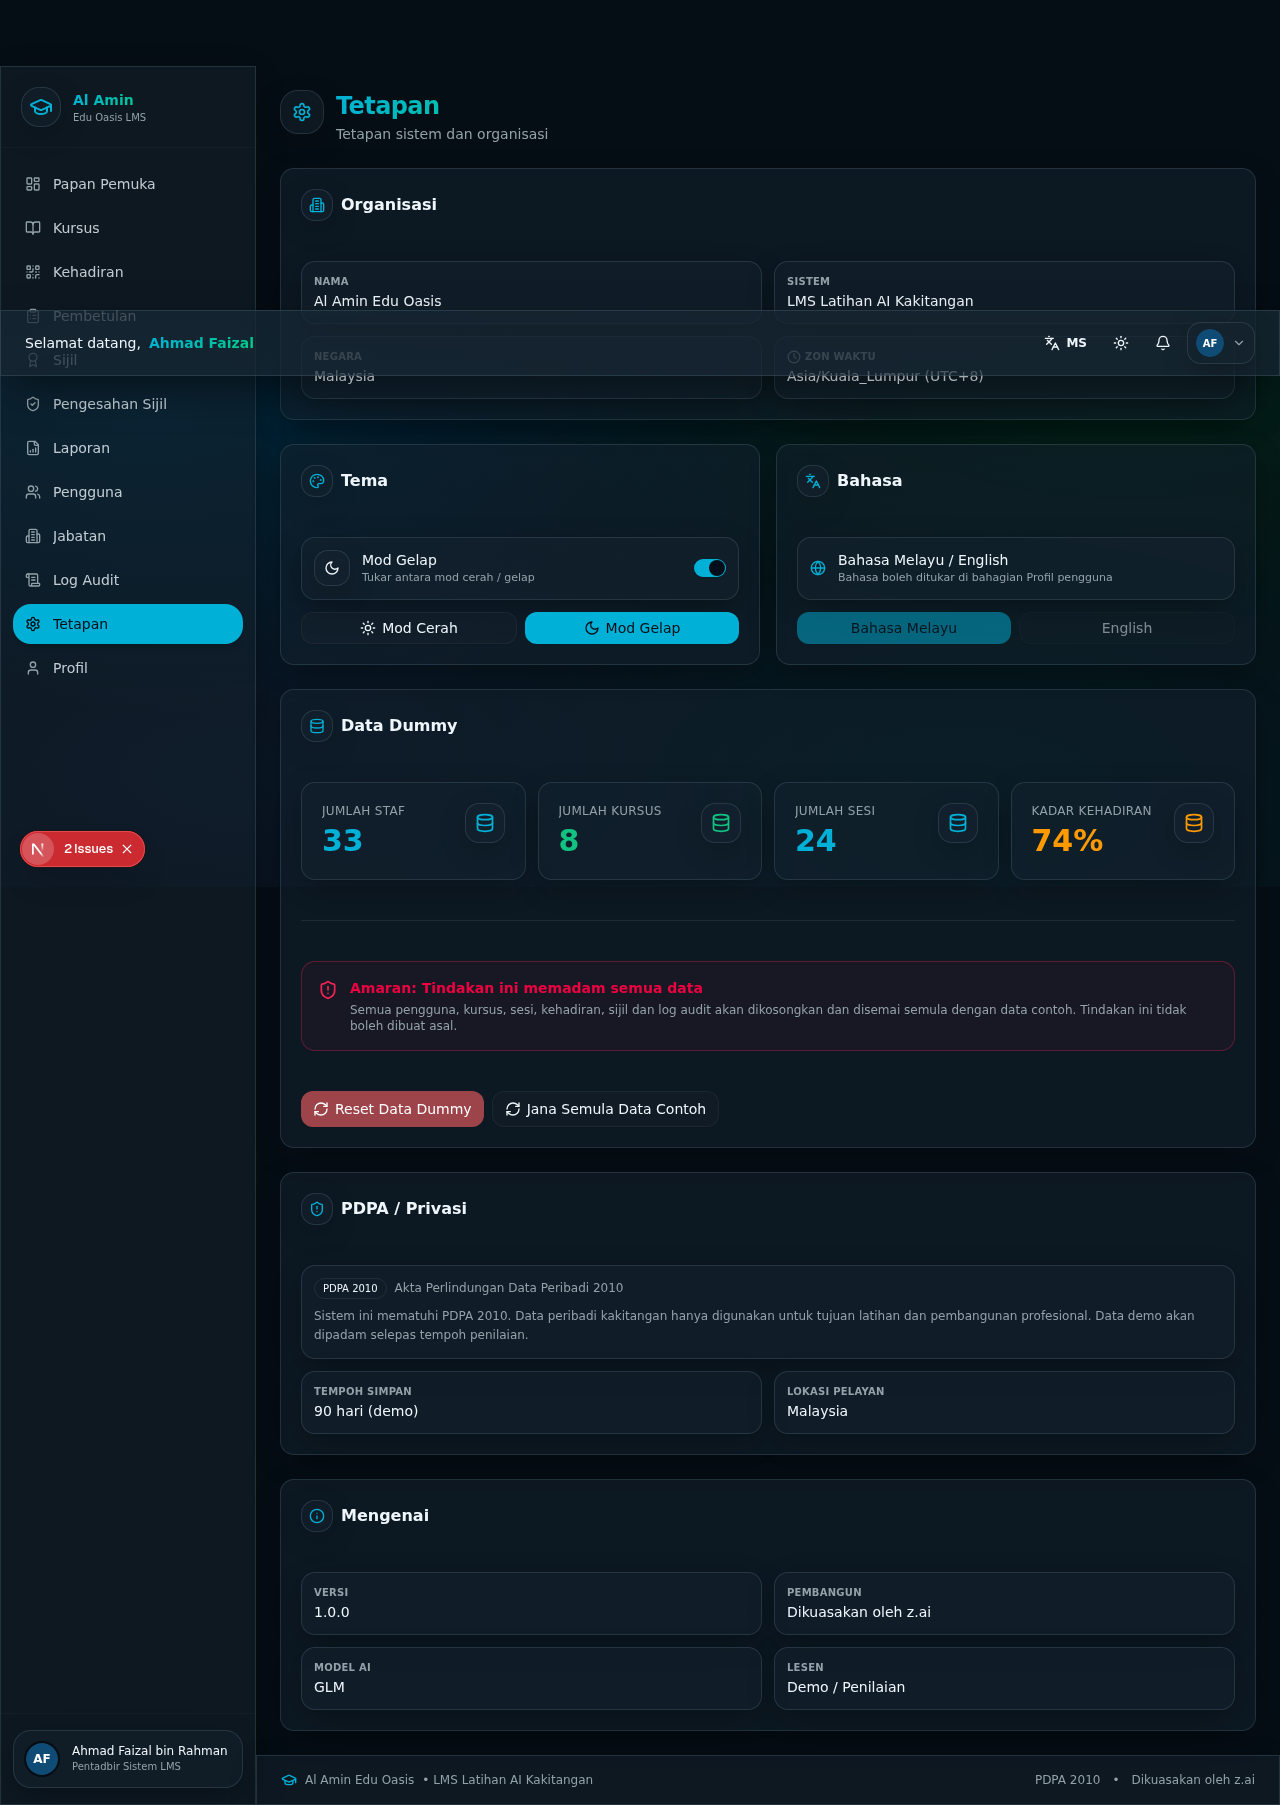 Al Amin
Edu Oasis LMS
Papan Pemuka
Kursus
Kehadiran
Pembetulan
Sijil
Pengesahan Sijil
Laporan
Pengguna
Jabatan
Log Audit
Tetapan
Profil
2 Issues
Ahmad Faizal bin Rahman
AF
Pentadbir Sistem LMS
Selamat datang, Ahmad Faizal
MS
AF
Tetapan
Tetapan sistem dan organisasi
Organisasi
NAMA
Al Amin Edu Oasis
SISTEM
LMS Latihan AI Kakitangan
NEGARA
Malaysia
ZON WAKTU
Asia/Kuala_Lumpur (UTC+8)
Tema
Mod Gelap
Tukar antara mod cerah / gelap
Mod Cerah
Mod Gelap
Bahasa
Bahasa Melayu / English
Bahasa boleh ditukar di bahagian Profil pengguna
Bahasa Melayu
English
Data Dummy
JUMLAH STAF
33
JUMLAH KURSUS
8
JUMLAH SESI
24
KADAR KEHADIRAN
74%
Amaran: Tindakan ini memadam semua data
Semua pengguna, kursus, sesi, kehadiran, sijil dan log audit akan dikosongkan dan disemai semula dengan data contoh. Tindakan ini tidak
boleh dibuat asal.
Reset Data Dummy
Jana Semula Data Contoh
PDPA / Privasi
PDPA 2010 Akta Perlindungan Data Peribadi 2010
Sistem ini mematuhi PDPA 2010. Data peribadi kakitangan hanya digunakan untuk tujuan latihan dan pembangunan profesional. Data demo akan
dipadam selepas tempoh penilaian.
TEMPOH SIMPAN
90 hari (demo)
LOKASI PELAYAN
Malaysia
Mengenai
VERSI
1.0.0
PEMBANGUN
Dikuasakan oleh z.ai
MODEL AI
GLM
LESEN
Demo / Penilaian
Al Amin Edu Oasis • LMS Latihan AI Kakitangan
PDPA 2010 • Dikuasakan oleh z.ai